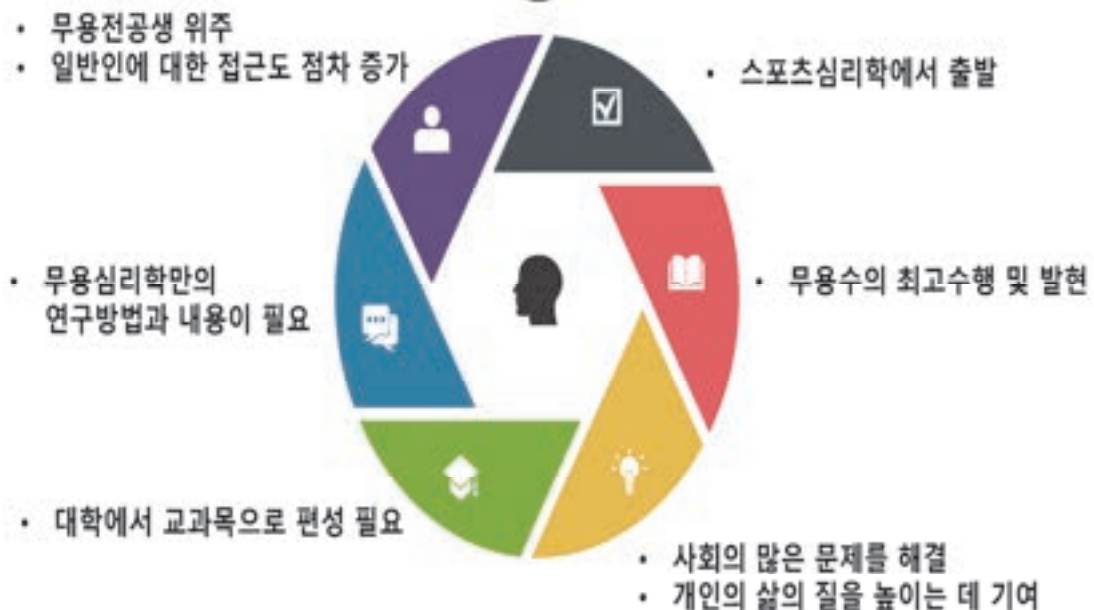 • 무용전공생 위주
• 일반인에 대한 접근도 점차 증가
• 스포츠심리학에서 출발
• 무용심리학만의
연구방법과 내용이 필요
• 무용수의 최고수행 및 발현
• 대학에서 교과목으로 편성 필요
• 사회의 많은 문제를 해결
• 개인의 삶의 질을 높이는 데 기여